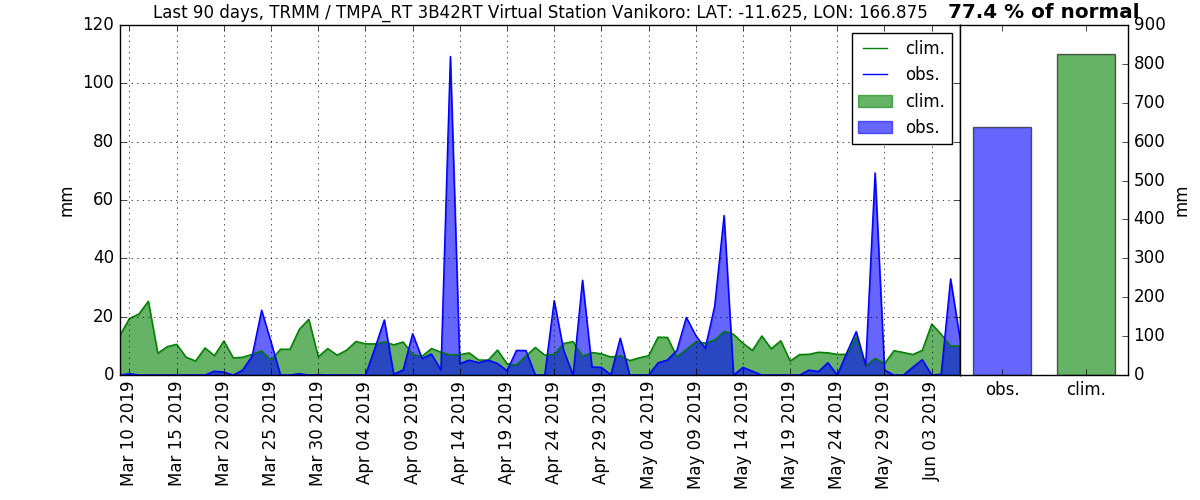 Last 90 days, TRMM / TMPA_RT 3B42RT Virtual Station Vanikoro: LAT: -11.625, LON: 166.875
77.4 % of normal
120
100
80
60
40
20
0
mm
clim.
obs.
clim.
obs.
Mar 10 2019
Mar 15 2019
Mar 20 2019
Mar 25 2019
Mar 30 2019
Apr 04 2019
Apr 09 2019
Apr 14 2019
Apr 19 2019
Apr 24 2019
Apr 29 2019
May 04 2019
May 09 2019
May 14 2019
May 19 2019
May 24 2019
May 29 2019
Jun 03 2019
900
800
700
600
500
400
300
200
100
0
mm
obs.
clim.